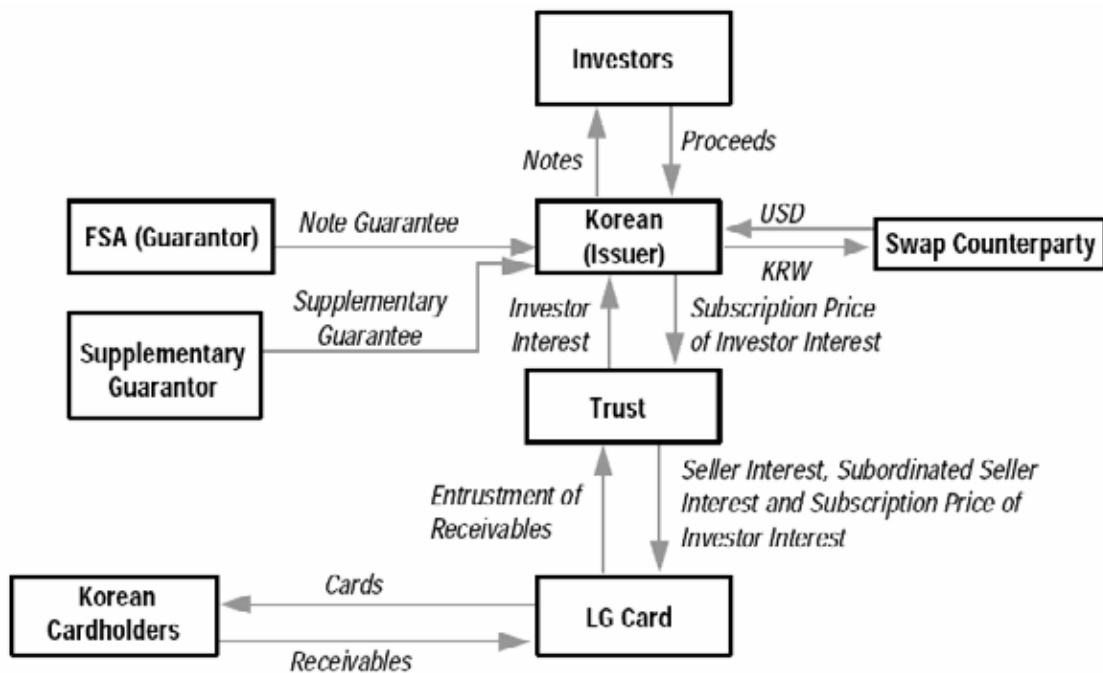 Investors
Notes
Proceeds
FSA (Guarantor)
Note Guarantee
Korean
(Issuer)
USD
KRW
Swap Counterparty
Supplementary
Guarantee
Supplementary
Guarantor
Investor
Interest
Subscription Price
of Investor Interest
Trust
Entrustment of
Receivables
Seller Interest, Subordinated Seller
Interest and Subscription Price of
Investor Interest
Korean
Cardholders
Cards
Receivables
LG Card